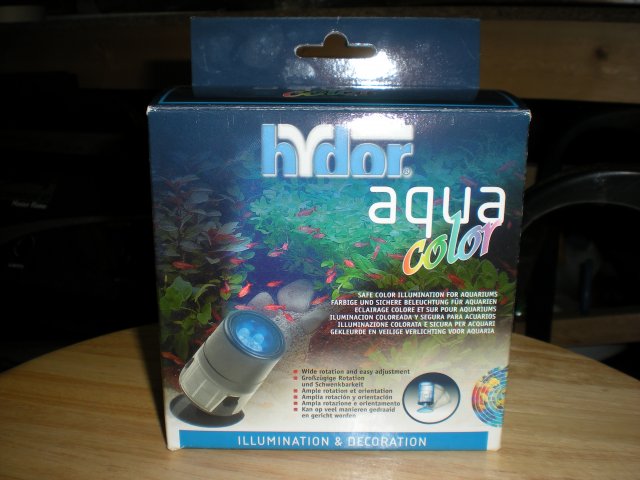 hydor®
aqua
color
SAFE COLOR ILLUMINATION FOR AQUARIUMS
FARBIGE UND SICHERE BELEUCHTUNG FÜR AQUARIEN
ECLAIRAGE COLORE ET SUR POUR AQUARIUMS
ILUMINACION COLOREADA Y SEGURA PARA ACUARIOS
ILLUMINAZIONE COLORATA E SICURA PER ACQUARI
GEKLEURDE EN VEILIGE VERLICHTING VOOR AQUARIA
Wide rotation and easy adjustment
Großzügige Rotation
und Schwenkbarkeit
Ample rotation et orientation
Amplia rotación y orientación
Ampia rotazione e orientamento
Kan op veel manieren gedraaid
en gericht worden
ILLUMINATION & DECORATION